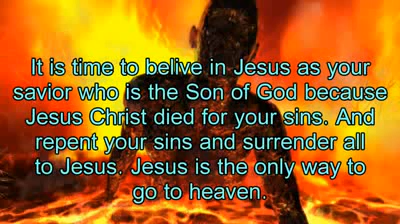 It is time to belive in Jesus as your
savior who is the Son of God because
Jesus Christ died for your sins. And
repent your sins and surrender all
to Jesus. Jesus is the only way to
go to heaven.